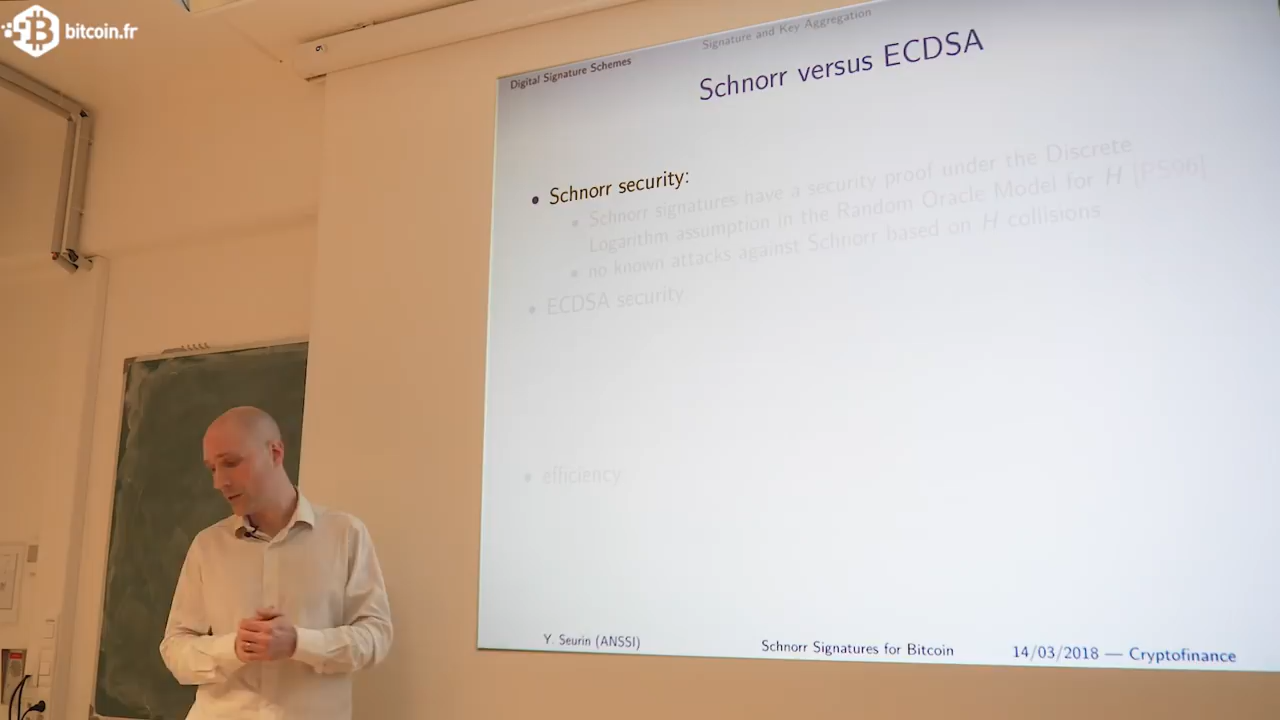 bitcoin.fr
Digital Signature Schemes
Signature and Key Aggregation
Schnorr versus ECDSA
• Schnorr security:
• Schnorr signatures have a security proof under the Discrete
Logarithm assumption in the Random Oracle Model for H [PS96]
• no known attacks against Schnorr based on H collisions
• ECDSA security
• efficiency
Y. Seurin (ANSSI)
Schnorr Signatures for Bitcoin
14/03/2018 — Cryptofinance